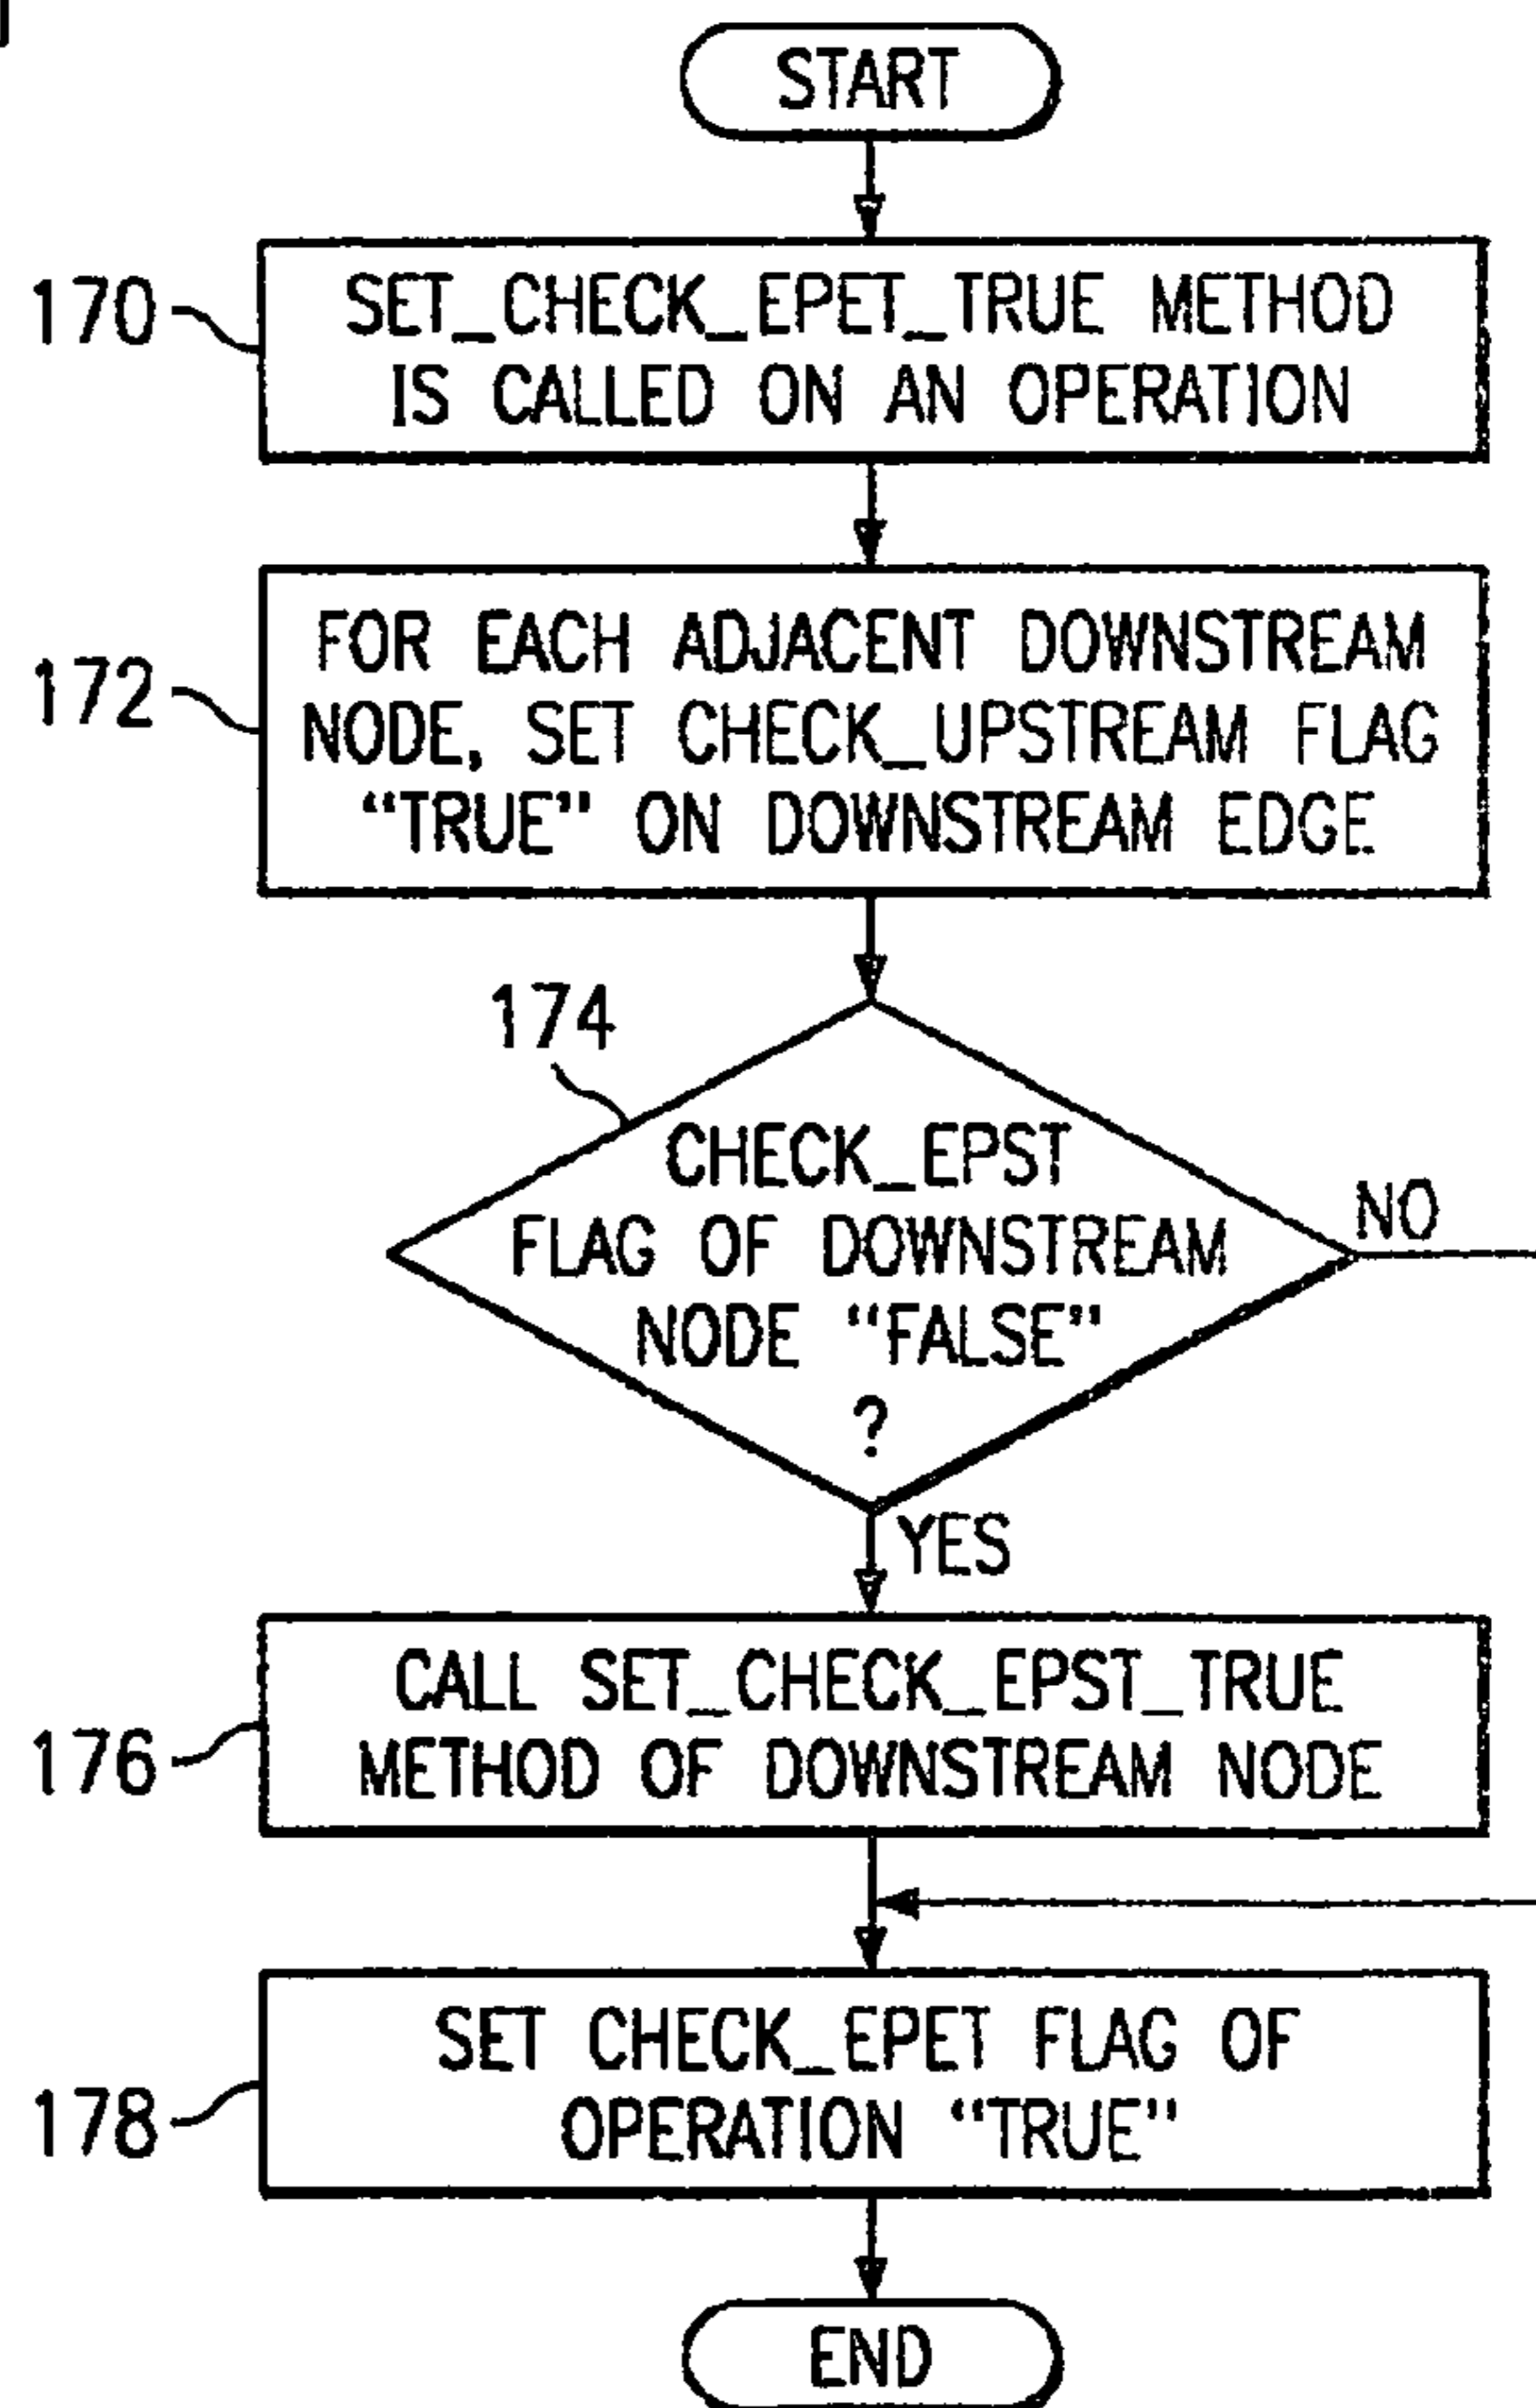 START
170
SET_CHECK_EPET_TRUE METHOD
IS CALLED ON AN OPERATION
172
FOR EACH ADJACENT DOWNSTREAM
NODE, SET CHECK_UPSTREAM FLAG
“TRUE” ON DOWNSTREAM EDGE
174
CHECK_EPST
FLAG OF DOWNSTREAM
NODE “FALSE”
?
NO
YES
176
CALL SET_CHECK_EPST_TRUE
METHOD OF DOWNSTREAM NODE
178
SET CHECK_EPET FLAG OF
OPERATION “TRUE”
END